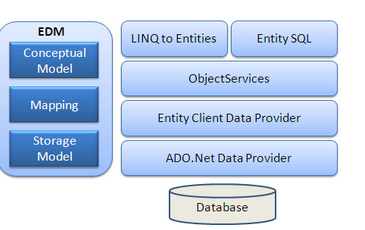 EDM
Conceptual
Model
Mapping
Storage
Model
LINQ to Entities
Entity SQL
ObjectServices
Entity Client Data Provider
ADO.Net Data Provider
Database